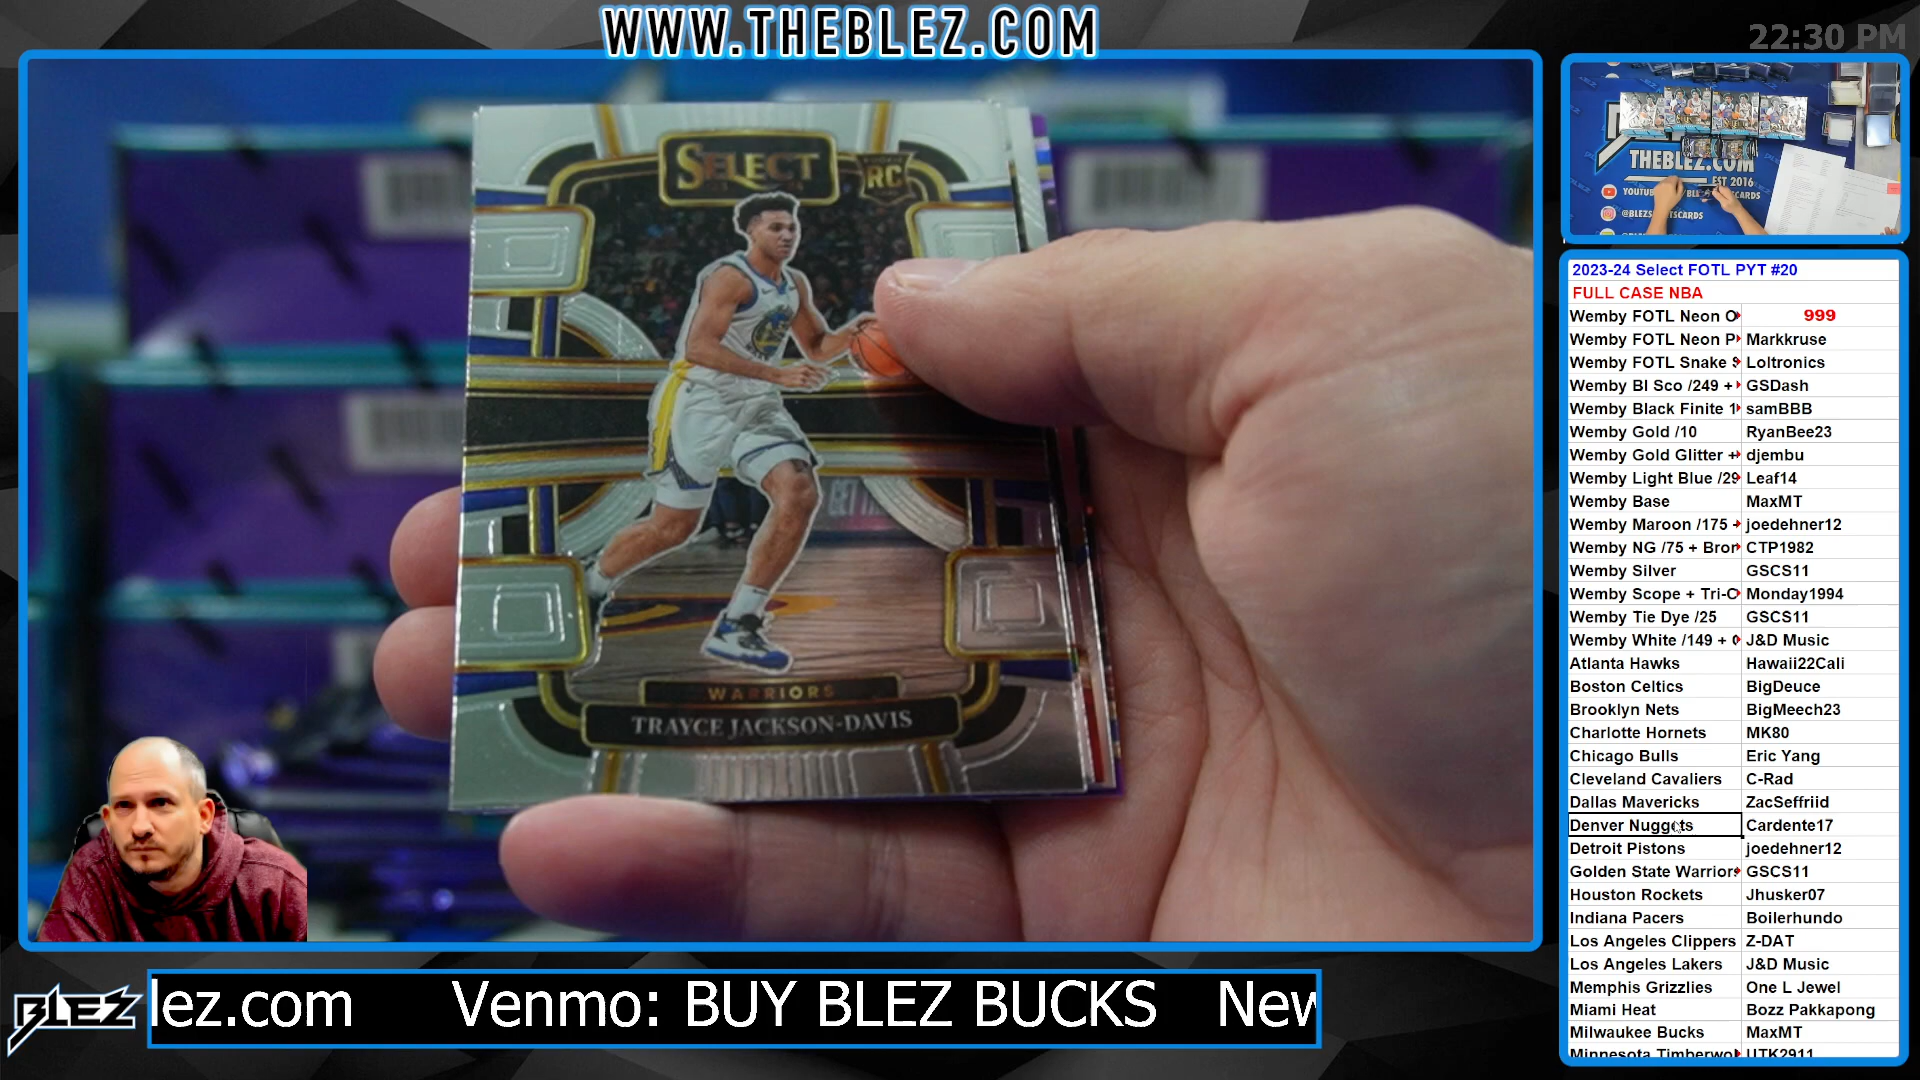 WWW.THEBLEZ.COM
22:30 PM
SELECT
ROOKIE
RC
WARRIORS
TRAYCE JACKSON-DAVIS
THEBLEZ.COM
EST 2016
2023-24 Select FOTL PYT #20
FULL CASE NBA
Wemby FOTL Neon O 999
Wemby FOTL Neon P Markkruse
Wemby FOTL Snake S Loltronics
Wemby Bl Sco /249 + GSDash
Wemby Black Finite 1 samBBB
Wemby Gold /10 RyanBee23
Wemby Gold Glitter + djembu
Wemby Light Blue /29 Leaf14
Wemby Base MaxMT
Wemby Maroon /175 + joedehner12
Wemby NG /75 + Bron CTP1982
Wemby Silver GSCS11
Wemby Scope + Tri-C Monday1994
Wemby Tie Dye /25 GSCS11
Wemby White /149 + J&D Music
Atlanta Hawks Hawaii22Cali
Boston Celtics BigDeuce
Brooklyn Nets BigMeech23
Charlotte Hornets MK80
Chicago Bulls Eric Yang
Cleveland Cavaliers C-Rad
Dallas Mavericks ZacSeffriid
Denver Nuggets Cardente17
Detroit Pistons joedehner12
Golden State Warriors GSCS11
Houston Rockets Jhusker07
Indiana Pacers Boilerhundo
Los Angeles Clippers Z-DAT
Los Angeles Lakers J&D Music
Memphis Grizzlies One L Jewel
Miami Heat Bozz Pakkapong
Milwaukee Bucks MaxMT
Minnesota Timberwol UTK2911
BLEZ
lez.com Venmo: BUY BLEZ BUCKS New